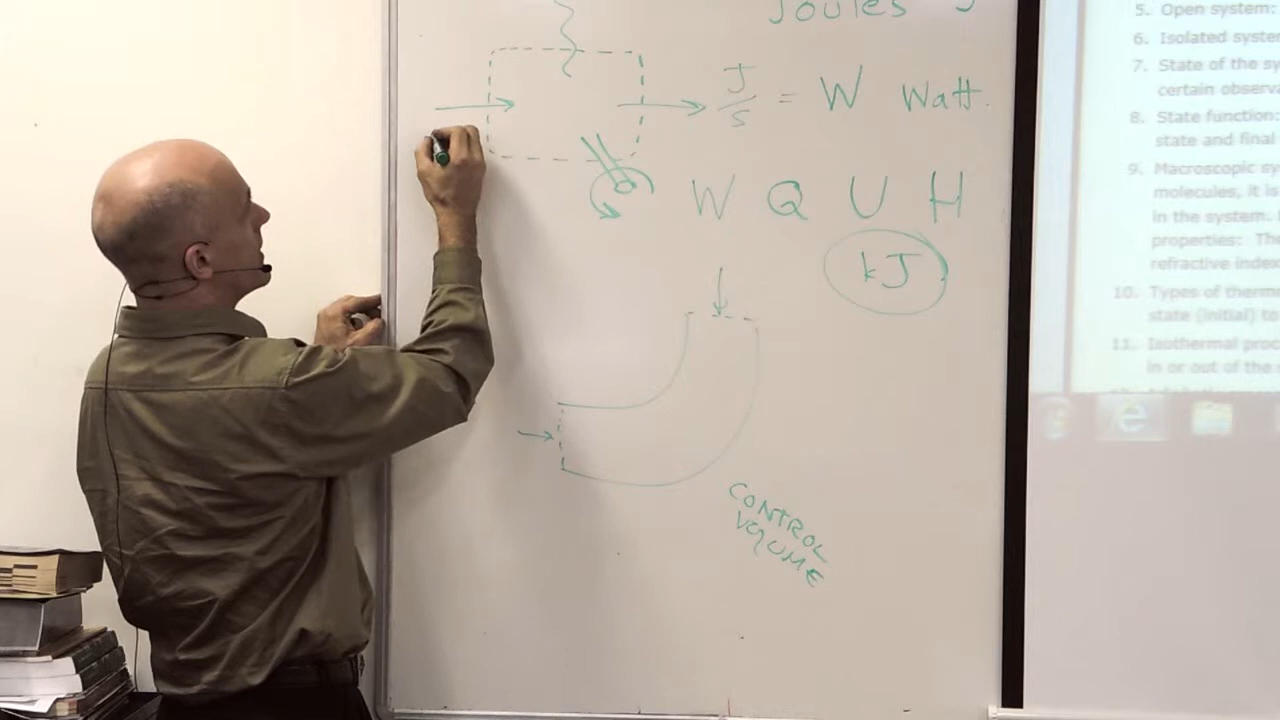 Joules J
J/s = W Watt.
W Q U H
kJ
CONTROL
VOLUME
5. Open system:
6. Isolated syste
7. State of the sy
certain observa
8. State function:
state and final
9. Macroscopic sy
molecules, it is
in the system.
properties: The
refractive index
10. Types of therm
state (initial) to
11. Isothermal proc
in or out of the